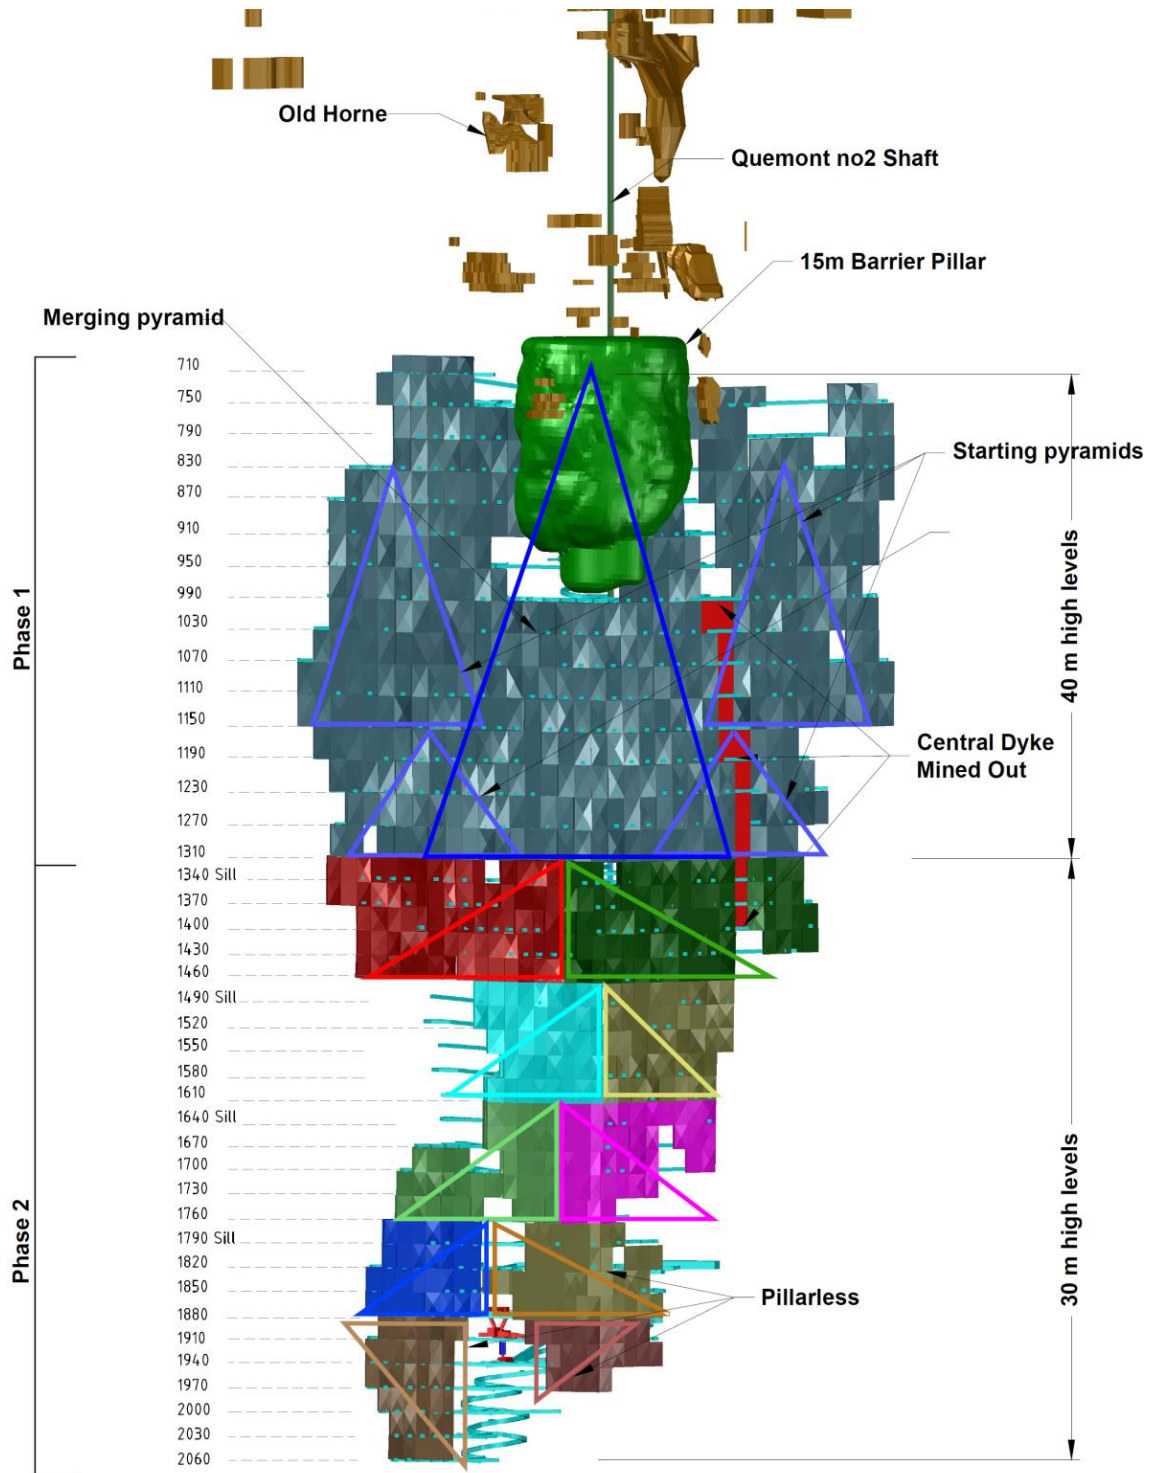 Old Horne
Quemont no2 Shaft
15m Barrier Pillar
Merging pyramid
Phase 1
710
750
790
830
870
910
950
990
1030
1070
1110
1150
1190
1230
1270
1310
Starting pyramids
40 m high levels
Central Dyke
Mined Out
Phase 2
1340 Sill
1370
1400
1430
1460
1490 Sill
1520
1550
1580
1610
1640 Sill
1670
1700
1730
1760
1790 Sill
1820
1850
1880
1910
1940
1970
2000
2030
2060
30 m high levels
Pillarless